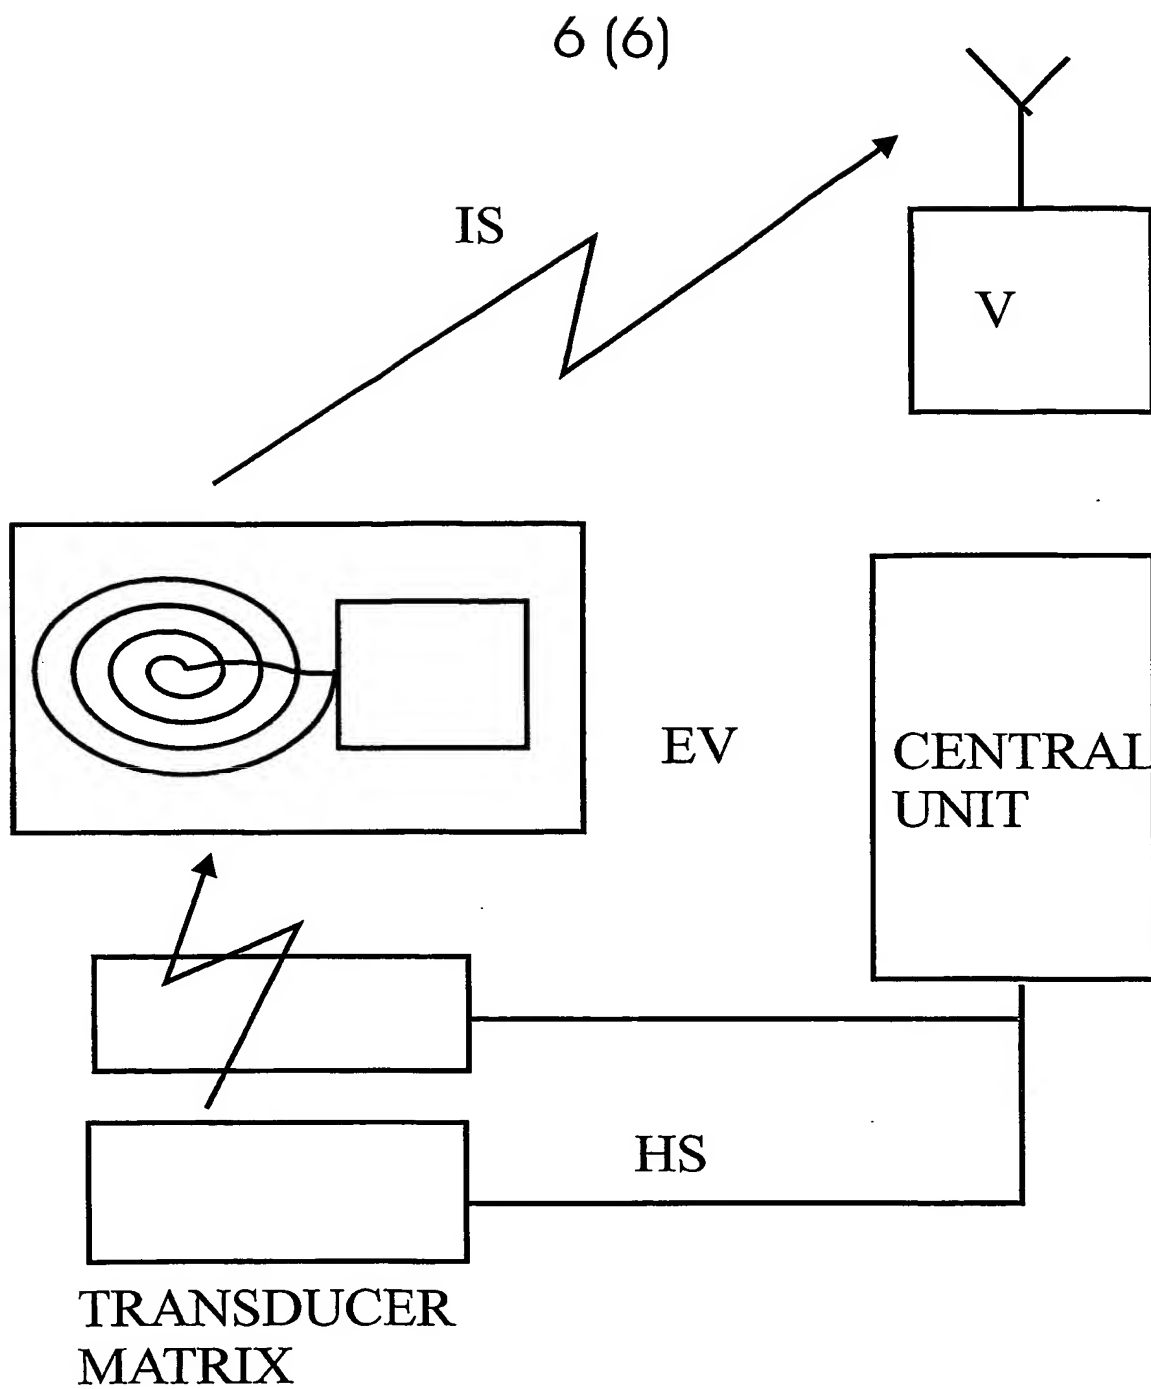 6 (6)
IS
V
EV
CENTRAL
UNIT
HS
TRANSDUCER
MATRIX